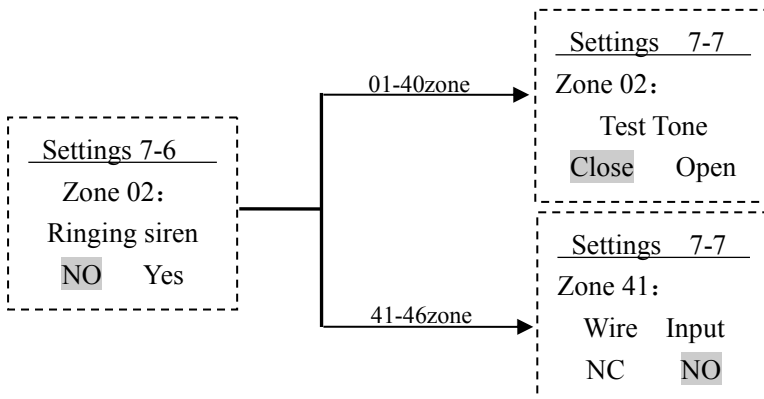 Settings 7-6
Zone 02：
Ringing siren
NO Yes
01-40zone
Settings 7-7
Zone 02：
Test Tone
Close Open
41-46zone
Settings 7-7
Zone 41：
Wire Input
NC NO